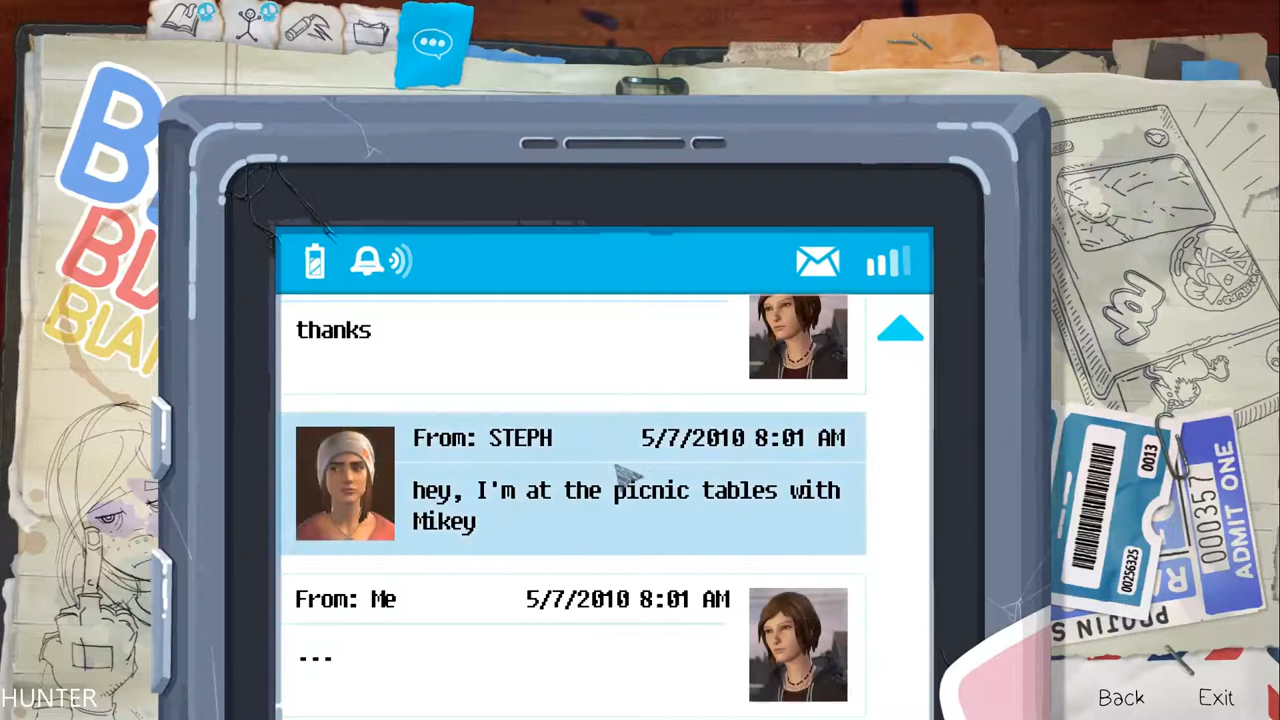 thanks
From: STEPH 5/7/2010 8:01 AM
hey, I'm at the picnic tables with
Mikey
From: Me 5/7/2010 8:01 AM
...
0013
00256325
000357
ADMIT ONE
HUNTER
Back Exit